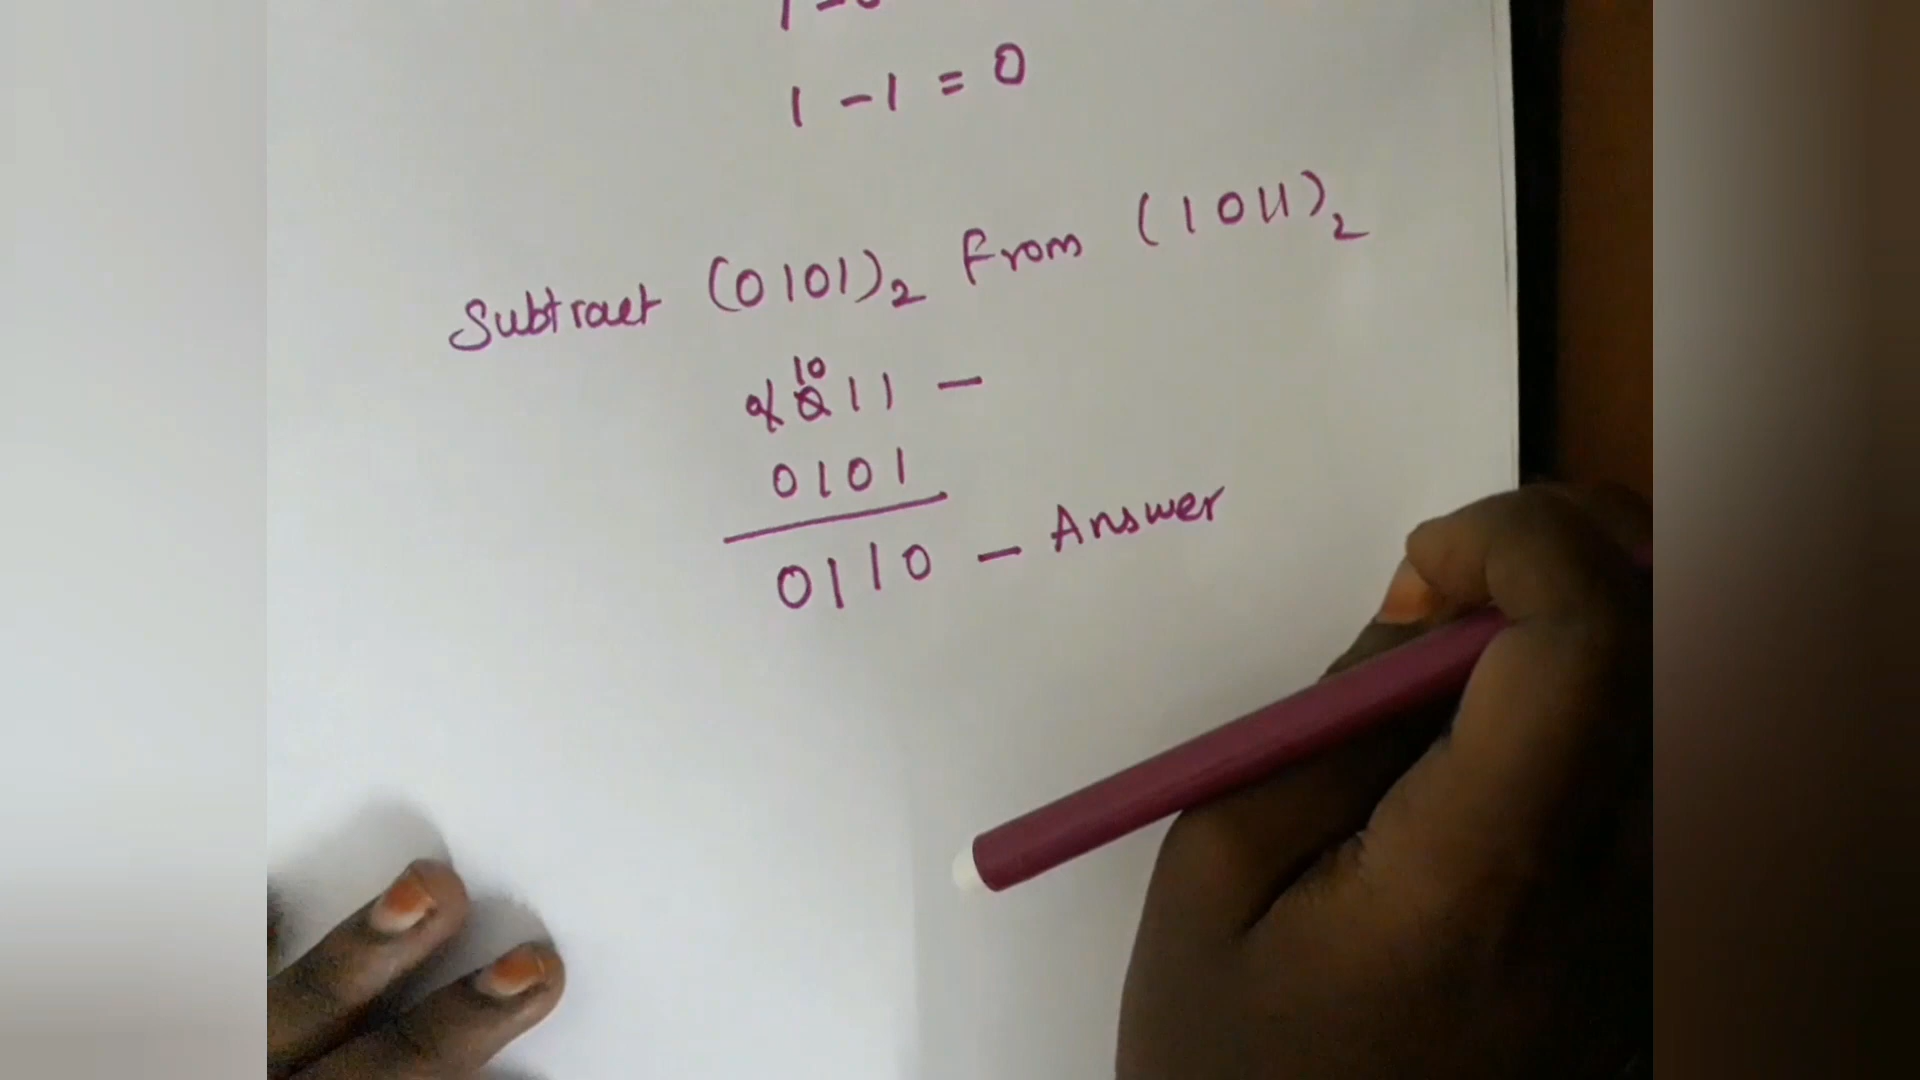 1 - 1 = 0
Subtract (0101)₂ from (1011)₂
10
1011 -
0101
0110 - Answer